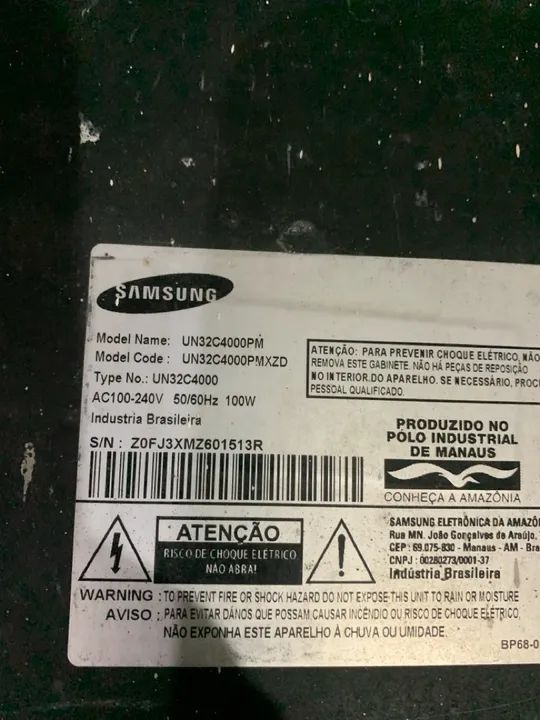 SAMSUNG
Model Name: UN32C4000PM
Model Code : UN32C4000PMXZD
Type No.: UN32C4000
AC100-240V 50/60Hz 100W
Industria Brasileira
S/N : Z0FJ3XMZ601513R
ATENÇÃO: PARA PREVENIR CHOQUE ELÉTRICO, NÃO
REMOVA ESTE GABINETE. NÃO HÁ PEÇAS DE REPOSIÇÃO
NO INTERIOR DO APARELHO. SE NECESSÁRIO, PROC
PESSOAL QUALIFICADO.
PRODUZIDO NO
PÓLO INDUSTRIAL
DE MANAUS
CONHEÇA A AMAZÔNIA
ATENÇÃO
RISCO DE CHOQUE ELÉTRICO
NÃO ABRA!
SAMSUNG ELETRÔNICA DA AMAZÔ
Rua MN. João Gonçalves de Araújo,
CEP : 69.075-830 - Manaus - AM - Bra
CNPJ : 00280273/0001-37
Indústria Brasileira
WARNING : TO PREVENT FIRE OR SHOCK HAZARD DO NOT EXPOSE THIS UNIT TO RAIN OR MOISTURE
AVISO : PARA EVITAR DANOS QUE POSSAM CAUSAR INCÊNDIO OU RISCO DE CHOQUE ELÉTRICO,
NÃO EXPONHA ESTE APARELHO À CHUVA OU UMIDADE.
BP68-0